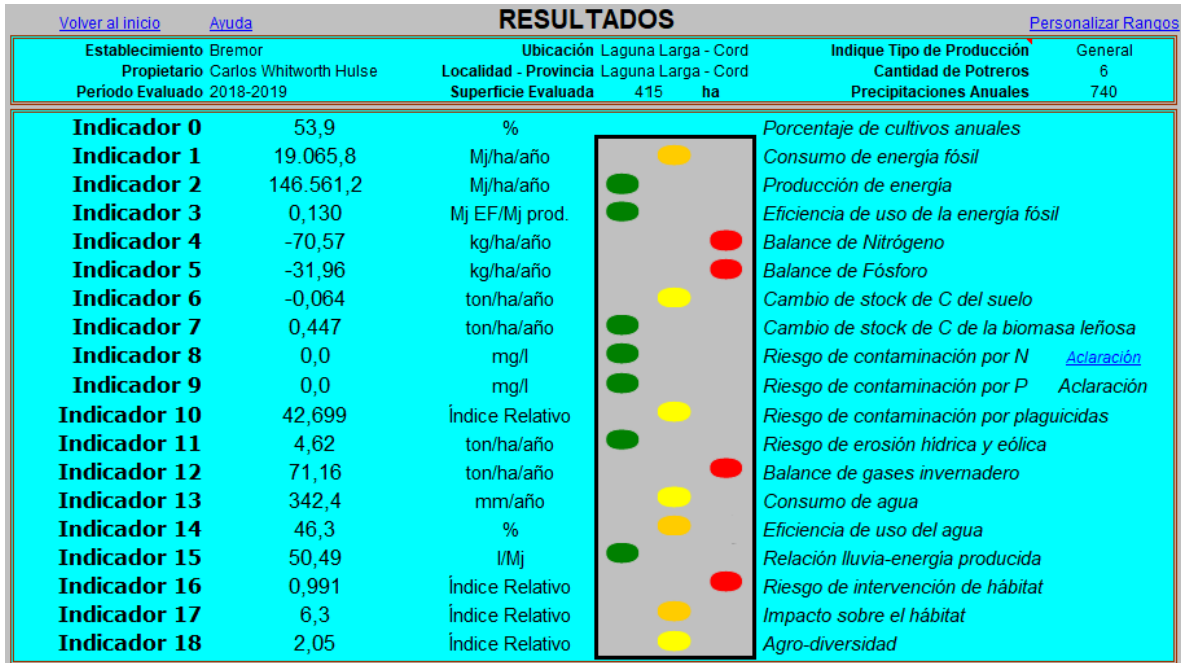 Volver al inicio Ayuda RESULTADOS Personalizar Rangos
Establecimiento Bremor Ubicación Laguna Larga - Cord Indique Tipo de Producción General
Propietario Carlos Whitworth Hulse Localidad - Provincia Laguna Larga - Cord Cantidad de Potreros 6
Período Evaluado 2018-2019 Superficie Evaluada 415 ha Precipitaciones Anuales 740
Indicador 0 53,9 % Porcentaje de cultivos anuales
Indicador 1 19.065,8 Mj/ha/año Consumo de energía fósil
Indicador 2 146.561,2 Mj/ha/año Producción de energía
Indicador 3 0,130 Mj EF/Mj prod. Eficiencia de uso de la energía fósil
Indicador 4 -70,57 kg/ha/año Balance de Nitrógeno
Indicador 5 -31,96 kg/ha/año Balance de Fósforo
Indicador 6 -0,064 ton/ha/año Cambio de stock de C del suelo
Indicador 7 0,447 ton/ha/año Cambio de stock de C de la biomasa leñosa
Indicador 8 0,0 mg/l Riesgo de contaminación por N Aclaración
Indicador 9 0,0 mg/l Riesgo de contaminación por P Aclaración
Indicador 10 42,699 Índice Relativo Riesgo de contaminación por plaguicidas
Indicador 11 4,62 ton/ha/año Riesgo de erosión hídrica y eólica
Indicador 12 71,16 ton/ha/año Balance de gases invernadero
Indicador 13 342,4 mm/año Consumo de agua
Indicador 14 46,3 % Eficiencia de uso del agua
Indicador 15 50,49 l/Mj Relación lluvia-energía producida
Indicador 16 0,991 Índice Relativo Riesgo de intervención de hábitat
Indicador 17 6,3 Índice Relativo Impacto sobre el hábitat
Indicador 18 2,05 Índice Relativo Agro-diversidad